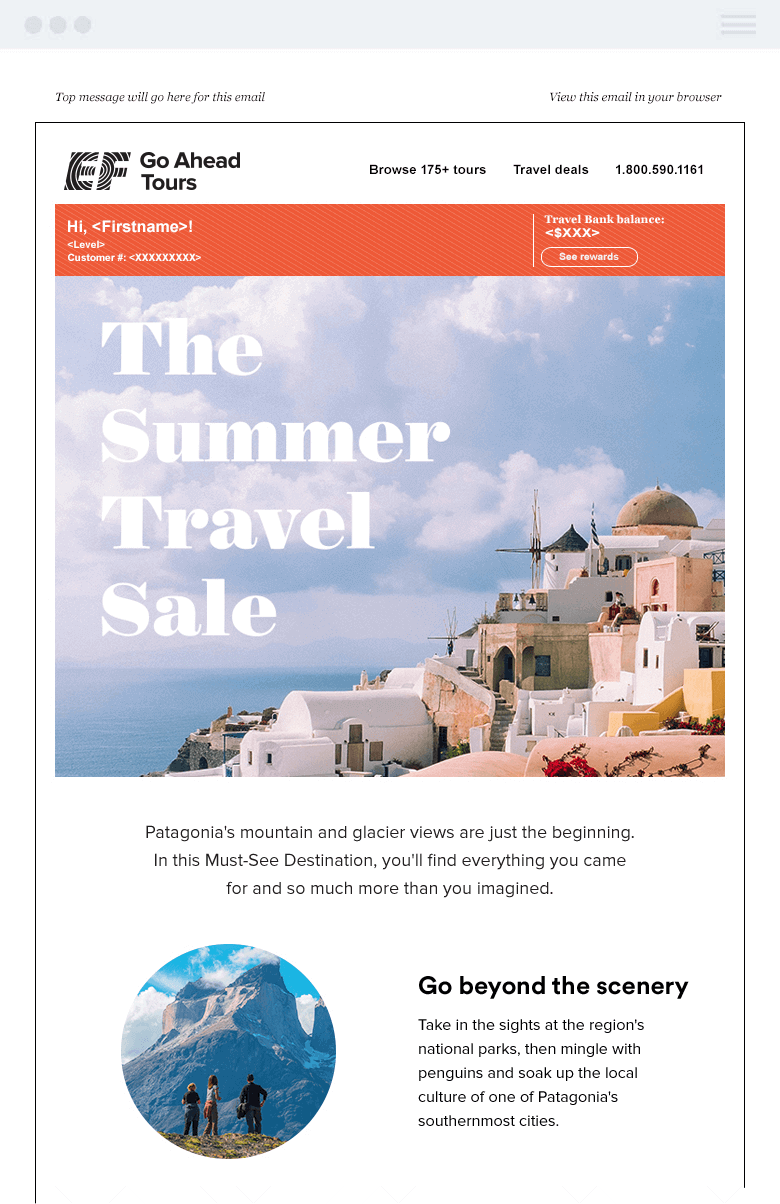 Top message will go here for this email
View this email in your browser
EF Go Ahead
Tours
Browse 175+ tours
Travel deals
1.800.590.1161
Hi, <Firstname>!
<Level>
Customer #: <XXXXXXXXX>
Travel Bank balance:
<$XXX>
See rewards
The
Summer
Travel
Sale
Patagonia's mountain and glacier views are just the beginning.
In this Must-See Destination, you'll find everything you came
for and so much more than you imagined.
Go beyond the scenery
Take in the sights at the region's
national parks, then mingle with
penguins and soak up the local
culture of one of Patagonia's
southernmost cities.